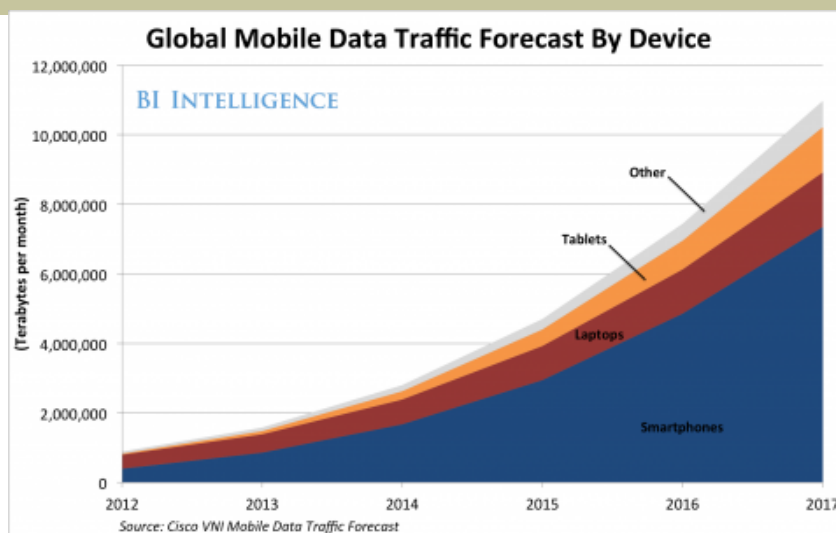 Global Mobile Data Traffic Forecast By Device
BI INTELLIGENCE
(Terabytes per month)
12,000,000
10,000,000
8,000,000
6,000,000
4,000,000
2,000,000
0
Other
Tablets
Laptops
Smartphones
2012 2013 2014 2015 2016 2017
Source: Cisco VNI Mobile Data Traffic Forecast